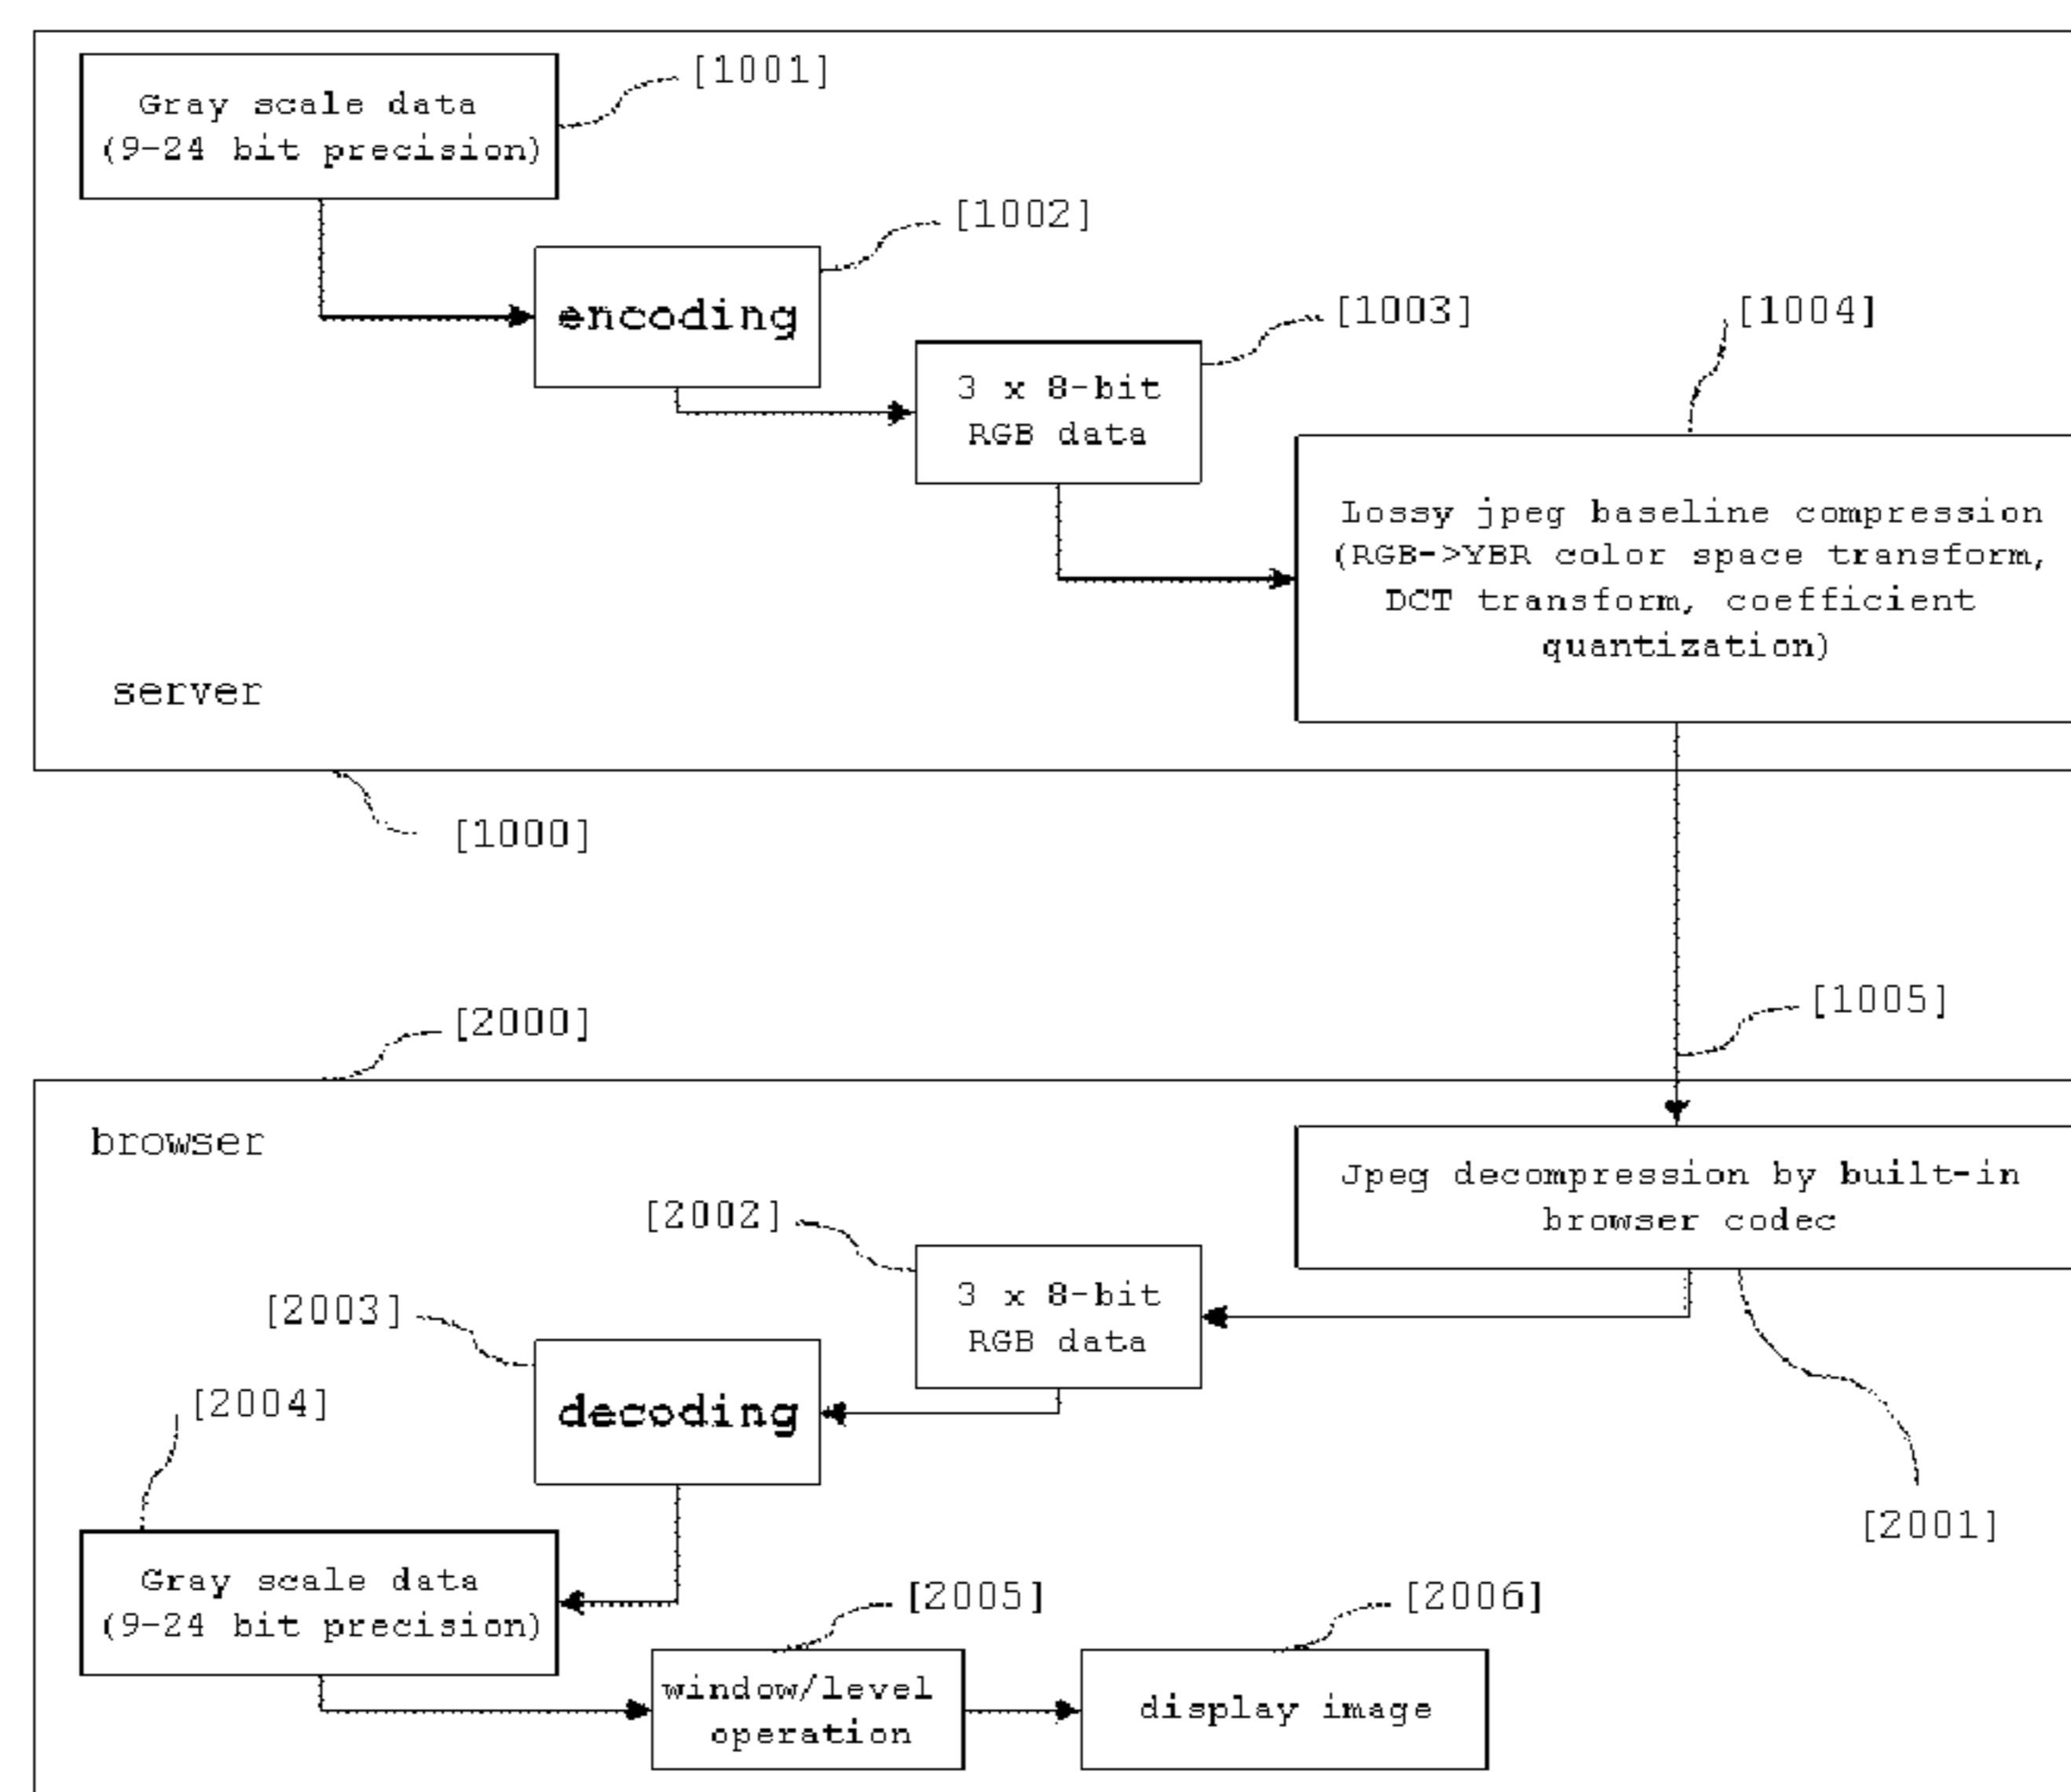 [1001]
Gray scale data
(9-24 bit precision)
[1002]
encoding
[1003]
3 x 8-bit
RGB data
[1004]
Lossy jpeg baseline compression
(RGB->YBR color space transform,
DCT transform, coefficient
quantization)
server
[1000]
[1005]
[2000]
browser
Jpeg decompression by built-in
browser codec
[2001]
[2002]
3 x 8-bit
RGB data
[2003]
decoding
[2004]
Gray scale data
(9-24 bit precision)
[2005]
window/level
operation
[2006]
display image